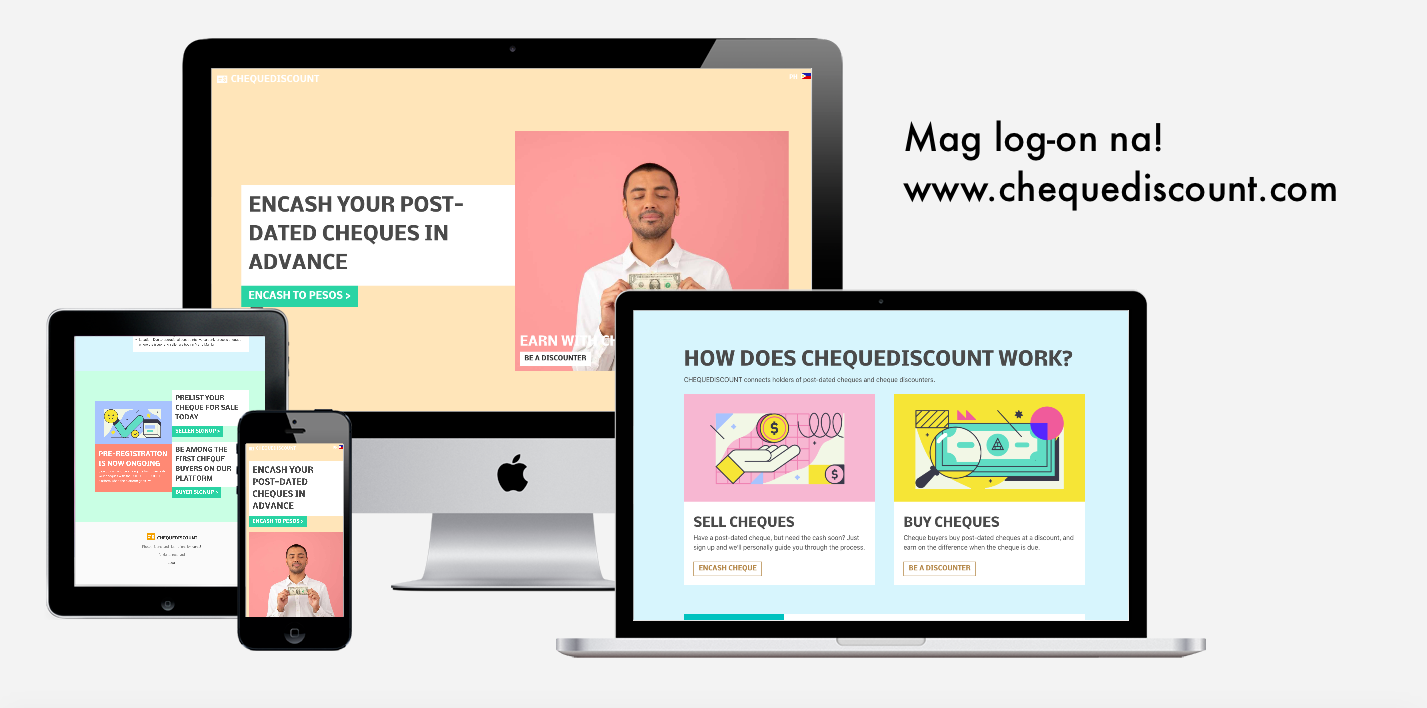 Mag log-on na!
www.chequediscount.com
CHEQUEDISCOUNT
ENCASH YOUR POST-
DATED CHEQUES IN
ADVANCE
ENCASH TO PESOS >
EARN WITH
BE A DISCOUNTER
PRELIST YOUR
CHEQUE FOR SALE
TODAY
SELLER SIGNUP >
PRE-REGISTRATION
IS NOW ONGOING
BE AMONG THE
FIRST CHEQUE
BUYERS ON OUR
PLATFORM
BUYER SIGNUP >
CHEQUEDISCOUNT
ENCASH YOUR
POST-DATED
CHEQUES IN
ADVANCE
ENCASH TO PESOS >
HOW DOES CHEQUEDISCOUNT WORK?
CHEQUEDISCOUNT connects holders of post-dated cheques and cheque discounters.
SELL CHEQUES
Have a post-dated cheque, but need the cash soon? Just
sign up and we'll personally guide you through the process.
ENCASH CHEQUE
BUY CHEQUES
Cheque buyers buy post-dated cheques at a discount, and
earn on the difference when the cheque is due.
BE A DISCOUNTER